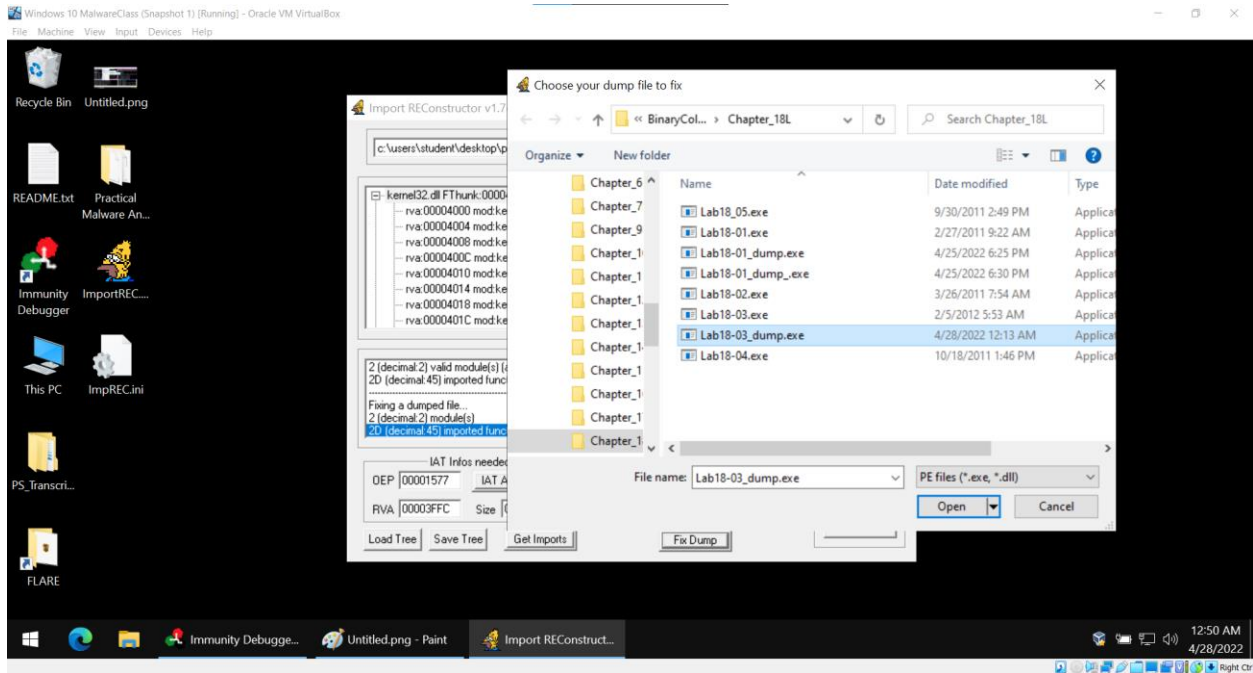 Windows 10 MalwareClass (Snapshot 1) [Running] - Oracle VM VirtualBox
File Machine View Input Devices Help
Recycle Bin
Untitled.png
README.txt
Practical Malware An...
Immunity Debugger
ImportREC....
This PC
ImpREC.ini
PS_Transcri...
FLARE
Import REConstructor v1.7
c:\users\student\desktop\p
kernel32.dll FThunk:0000
rva:00004000 mod:ke
rva:00004004 mod:ke
rva:00004008 mod:ke
rva:0000400C mod:ke
rva:00004010 mod:ke
rva:00004014 mod:ke
rva:00004018 mod:ke
rva:0000401C mod:ke
2 (decimal:2) valid module(s) (a
2D (decimal:45) imported func
Fixing a dumped file...
2 (decimal:2) module(s)
2D (decimal:45) imported func
IAT Infos neede
OEP 00001577 IAT A
RVA 00003FFC Size
Load Tree Save Tree Get Imports Fix Dump
Choose your dump file to fix
« BinaryCol... › Chapter_18L
Search Chapter_18L
Organize New folder
Chapter_6
Chapter_7
Chapter_9
Chapter_1
Chapter_1
Chapter_1
Chapter_1
Chapter_1
Chapter_1
Chapter_1
Chapter_1
Chapter_1
Name Date modified Type
Lab18_05.exe 9/30/2011 2:49 PM Applica
Lab18-01.exe 2/27/2011 9:22 AM Applica
Lab18-01_dump.exe 4/25/2022 6:25 PM Applica
Lab18-01_dump_.exe 4/25/2022 6:30 PM Applica
Lab18-02.exe 3/26/2011 7:54 AM Applica
Lab18-03.exe 2/5/2012 5:53 AM Applica
Lab18-03_dump.exe 4/28/2022 12:13 AM Applica
Lab18-04.exe 10/18/2011 1:46 PM Applica
File name: Lab18-03_dump.exe PE files (*.exe, *.dll)
Open Cancel
Immunity Debugge...
Untitled.png - Paint
Import REConstruct...
12:50 AM
4/28/2022
Right Ctr